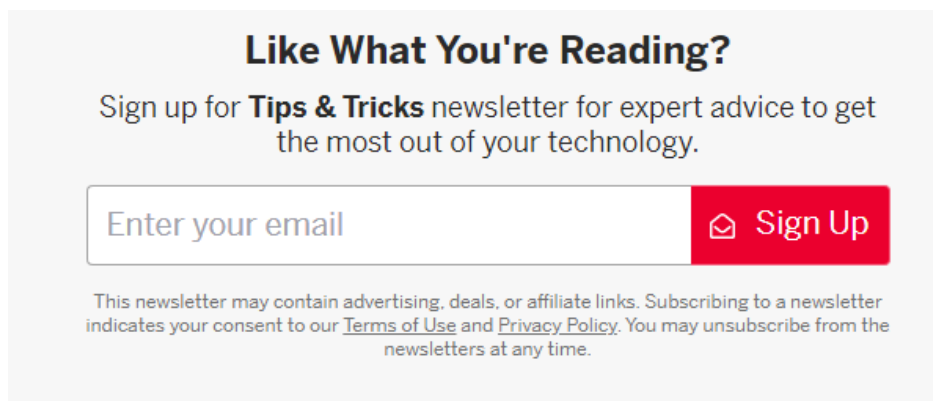 Like What You're Reading?
Sign up for Tips & Tricks newsletter for expert advice to get
the most out of your technology.
Enter your email
Sign Up
This newsletter may contain advertising, deals, or affiliate links. Subscribing to a newsletter
indicates your consent to our Terms of Use and Privacy Policy. You may unsubscribe from the
newsletters at any time.